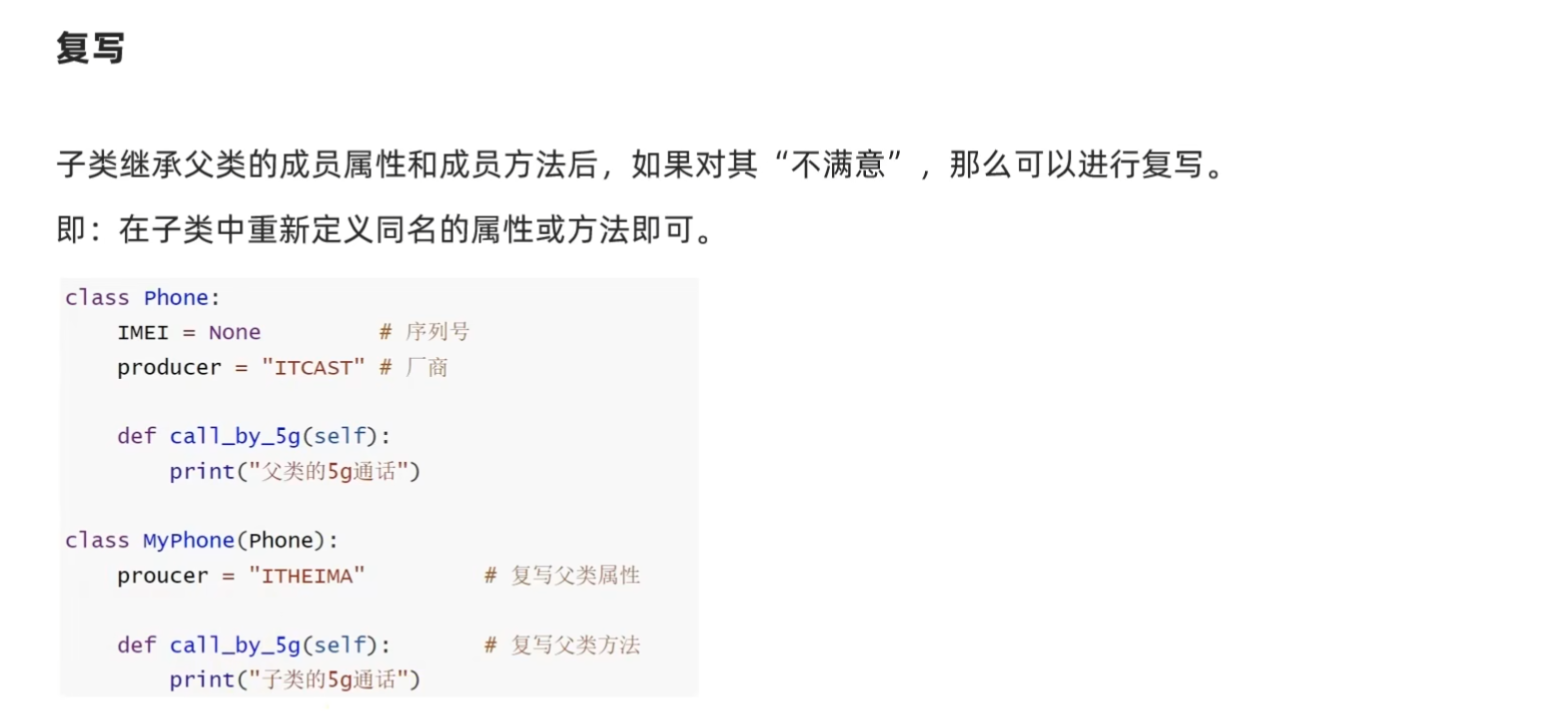 复写
子类继承父类的成员属性和成员方法后，如果对其“不满意”，那么可以进行复写。
即：在子类中重新定义同名的属性或方法即可。
class Phone:
    IMEI = None         # 序列号
    producer = "ITCAST" # 厂商
    def call_by_5g(self):
        print("父类的5g通话")
class MyPhone(Phone):
    proucer = "ITHEIMA"         # 复写父类属性
    def call_by_5g(self):       # 复写父类方法
        print("子类的5g通话")